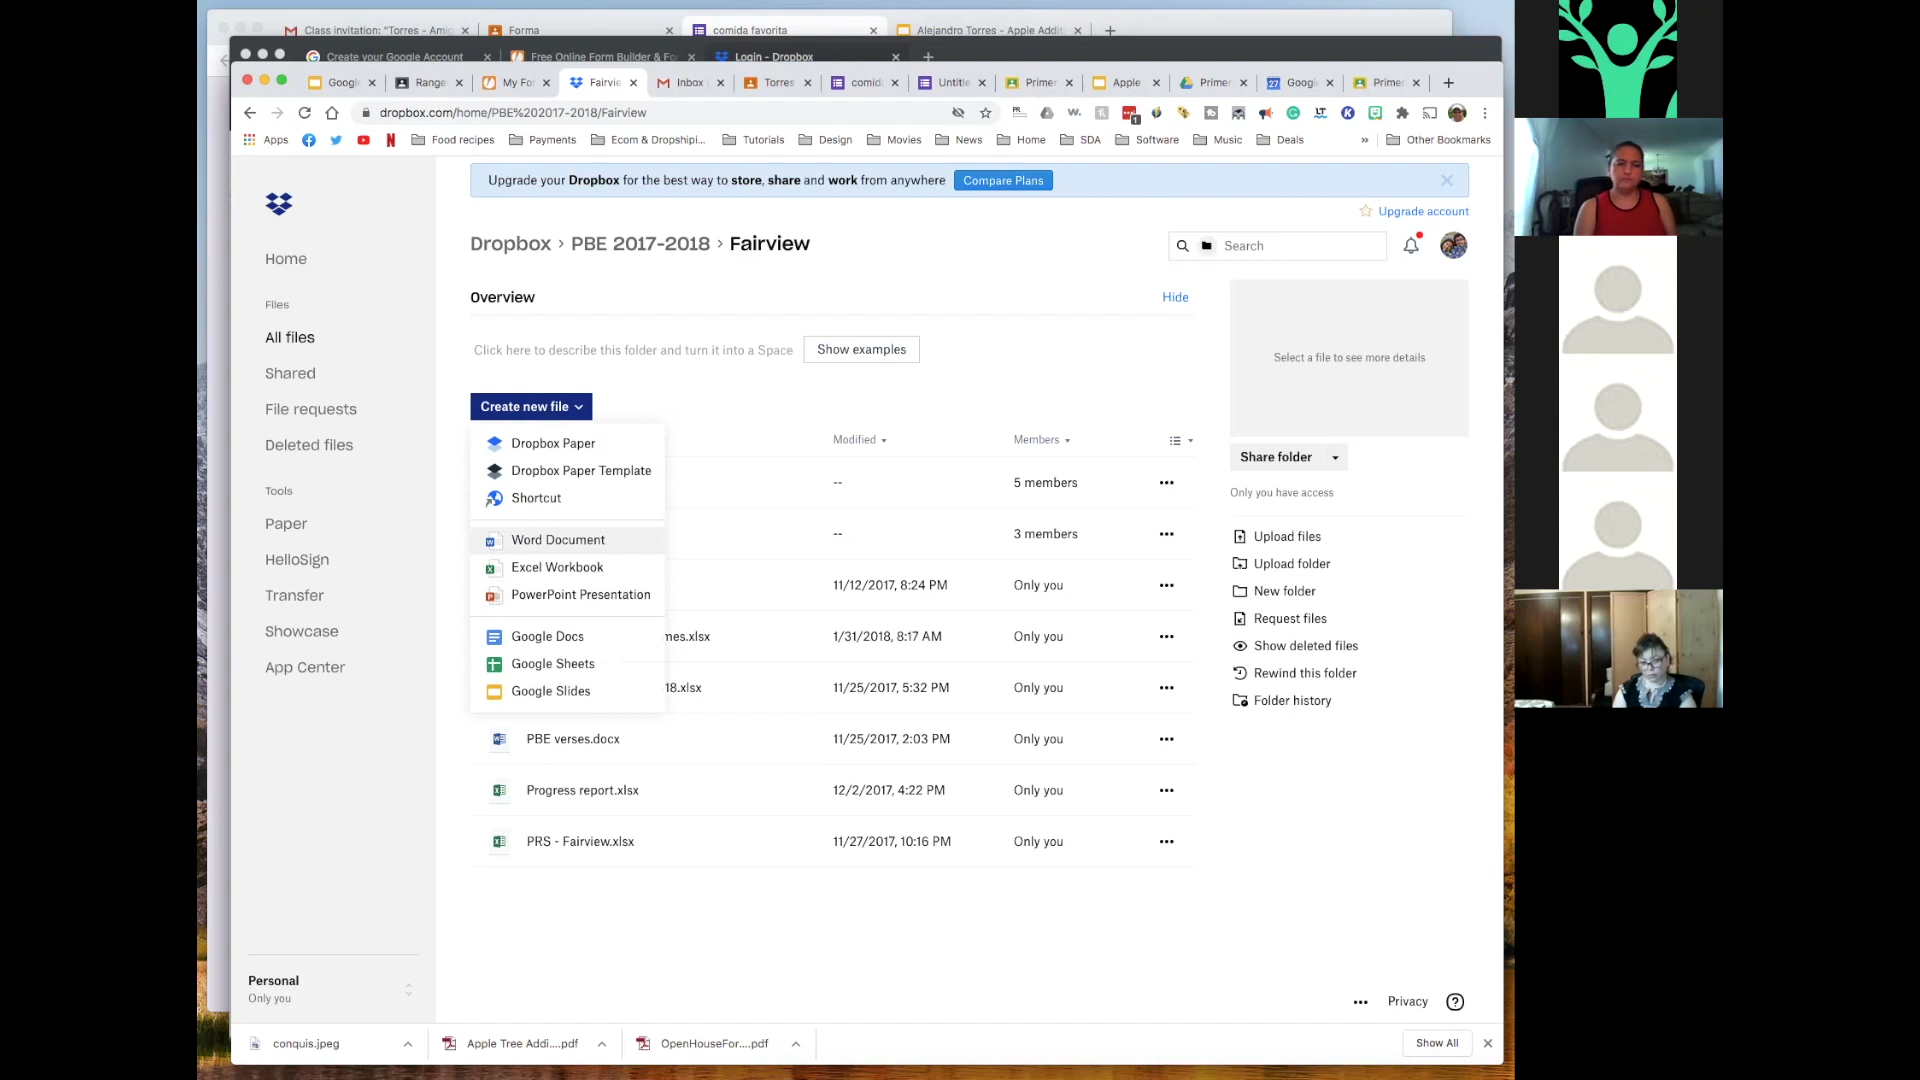 Class invitation: "Torres - Amig
Forma
comida favorita
Alejandro Torres - Apple Additi
Create your Google Account
Free Online Form Builder & Fo
Login - Dropbox
Google
Range
My Fo
Fairvie
Inbox
Torres
comid
Untitle
Primer
Apple
Primer
Google
Primer
dropbox.com/home/PBE%202017-2018/Fairview
Apps
Food recipes
Payments
Ecom & Dropshipi...
Tutorials
Design
Movies
News
Home
SDA
Software
Music
Deals
»
Other Bookmarks
Upgrade your Dropbox for the best way to store, share and work from anywhere
Compare Plans
Upgrade account
Dropbox › PBE 2017-2018 › Fairview
Search
Home
Files
All files
Shared
File requests
Deleted files
Tools
Paper
HelloSign
Transfer
Showcase
App Center
Personal
Only you
Overview
Hide
Click here to describe this folder and turn it into a Space
Show examples
Create new file
Dropbox Paper
Dropbox Paper Template
Shortcut
Word Document
Excel Workbook
PowerPoint Presentation
Google Docs
Google Sheets
Google Slides
Modified
Members
-- 5 members
-- 3 members
11/12/2017, 8:24 PM Only you
mes.xlsx 1/31/2018, 8:17 AM Only you
18.xlsx 11/25/2017, 5:32 PM Only you
PBE verses.docx 11/25/2017, 2:03 PM Only you
Progress report.xlsx 12/2/2017, 4:22 PM Only you
PRS - Fairview.xlsx 11/27/2017, 10:16 PM Only you
Select a file to see more details
Share folder
Only you have access
Upload files
Upload folder
New folder
Request files
Show deleted files
Rewind this folder
Folder history
Privacy
conquis.jpeg
Apple Tree Addi....pdf
OpenHouseFor....pdf
Show All